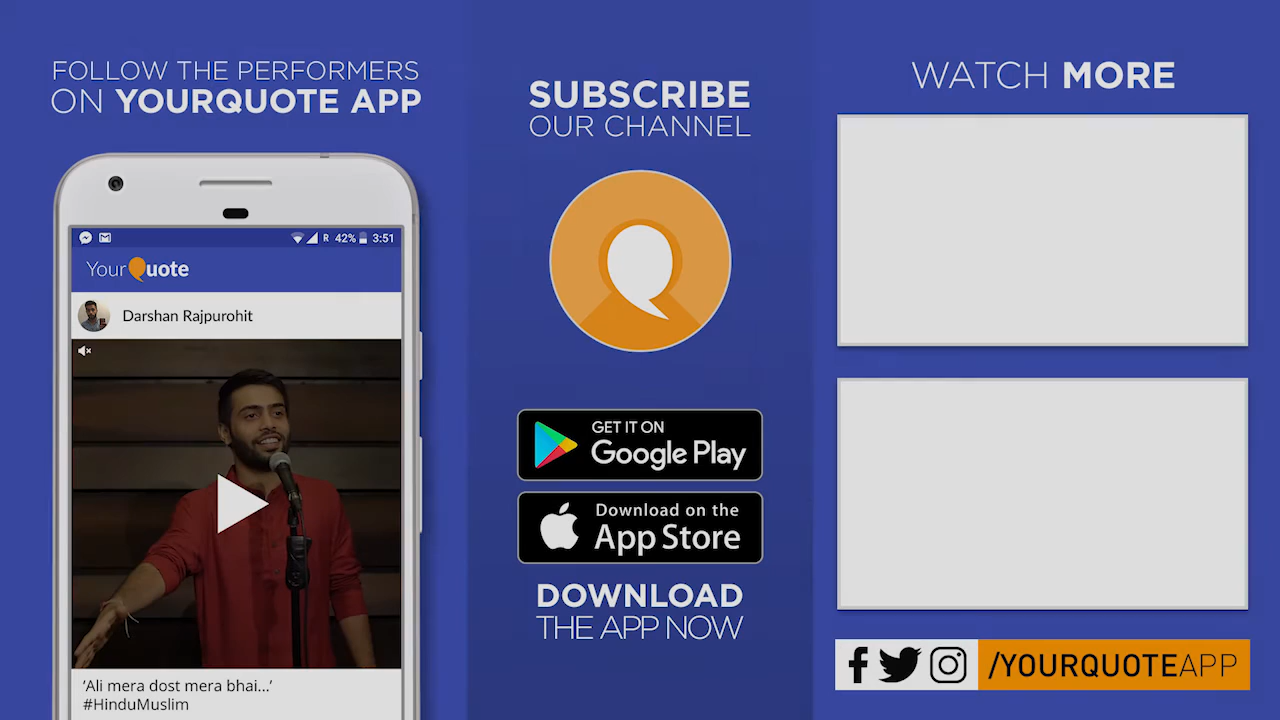 FOLLOW THE PERFORMERS
ON YOURQUOTE APP
R 42% 3:51
YourQuote
Darshan Rajpurohit
‘Ali mera dost mera bhai...’
#HinduMuslim
SUBSCRIBE
OUR CHANNEL
GET IT ON
Google Play
Download on the
App Store
DOWNLOAD
THE APP NOW
WATCH MORE
/YOURQUOTEAPP